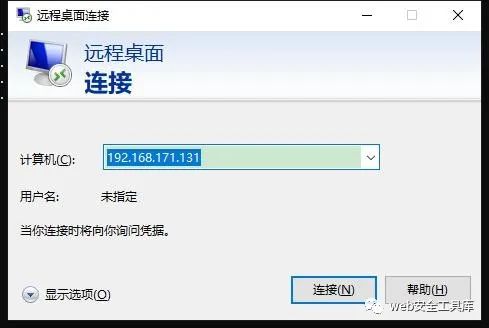 远程桌面连接
远程桌面
连接
计算机(C): 192.168.171.131
用户名: 未指定
当你连接时将向你询问凭据。
显示选项(O) 连接(N) 帮助(H)
web安全工具库